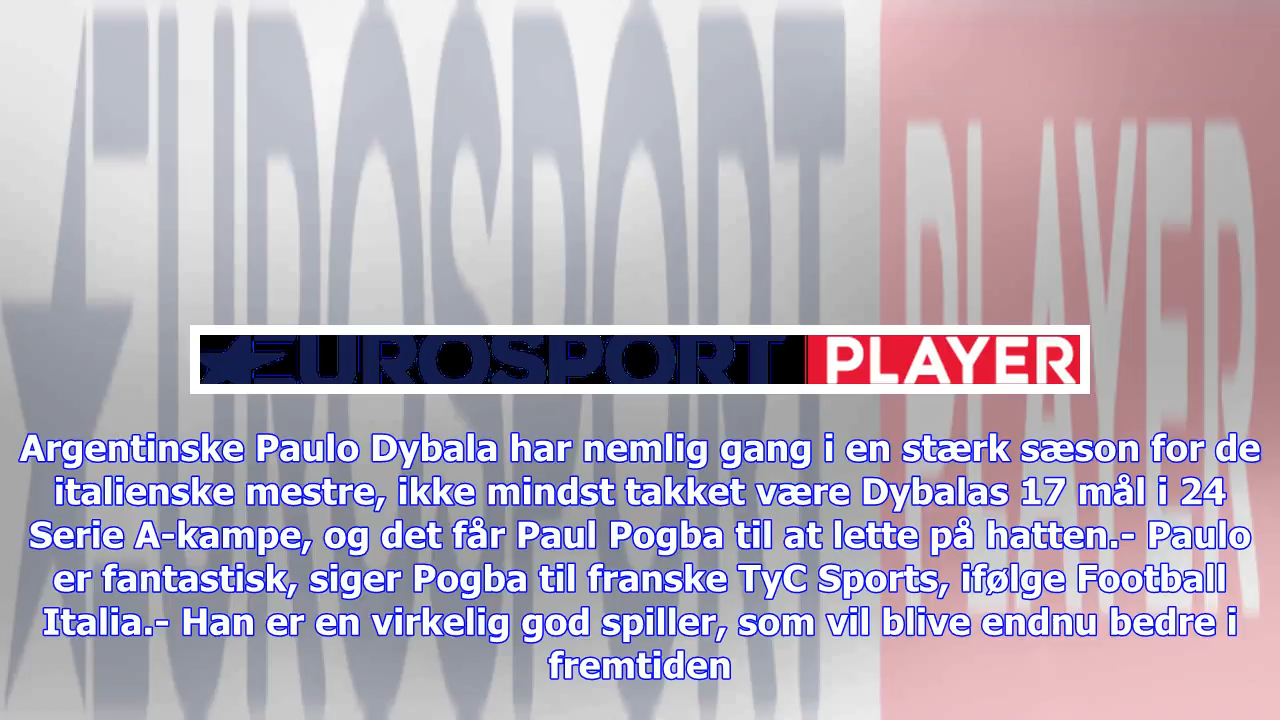 EUROSPORT PLAYER
EUROSPORT PLAYER
Argentinske Paulo Dybala har nemlig gang i en stærk sæson for de
italienske mestre, ikke mindst takket være Dybalas 17 mål i 24
Serie A-kampe, og det får Paul Pogba til at lette på hatten.- Paulo
er fantastisk, siger Pogba til franske TyC Sports, ifølge Football
Italia.- Han er en virkelig god spiller, som vil blive endnu bedre i
fremtiden